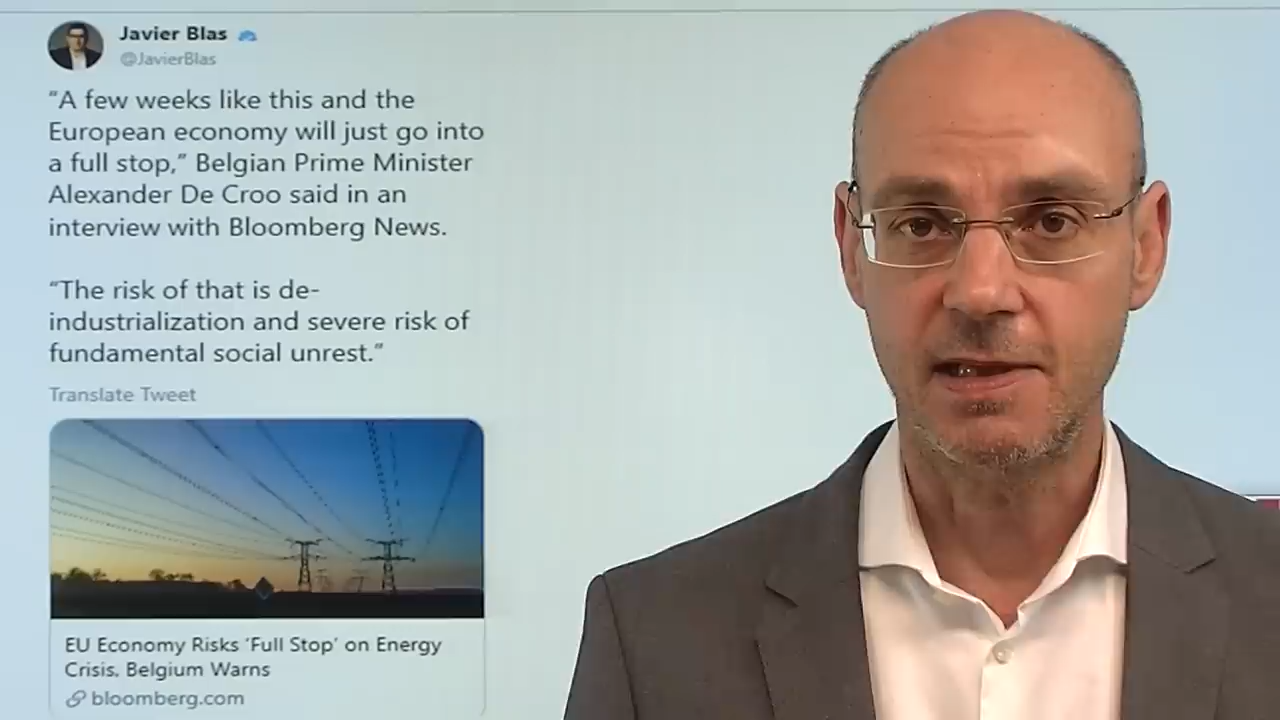 Javier Blas
@JavierBlas
“A few weeks like this and the
European economy will just go into
a full stop,” Belgian Prime Minister
Alexander De Croo said in an
interview with Bloomberg News.
“The risk of that is de-
industrialization and severe risk of
fundamental social unrest.”
Translate Tweet
EU Economy Risks ‘Full Stop’ on Energy
Crisis, Belgium Warns
bloomberg.com